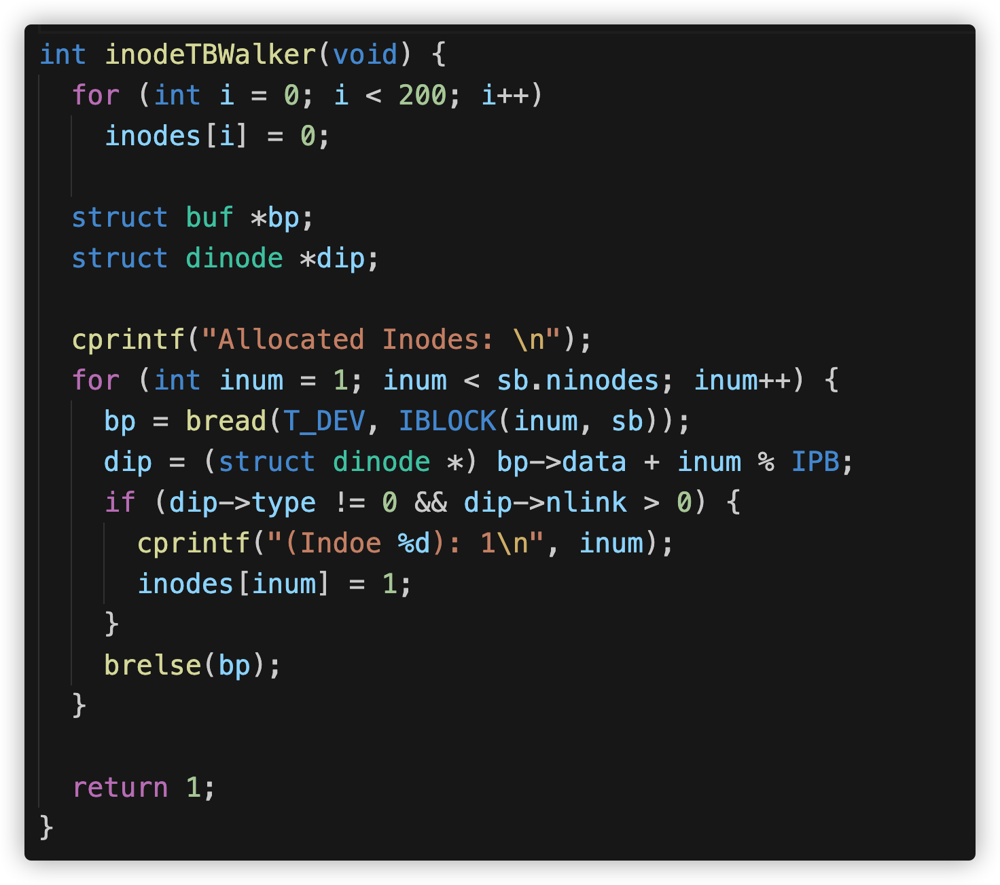 int inodeTBWalker(void) {
  for (int i = 0; i < 200; i++)
    inodes[i] = 0;

  struct buf *bp;
  struct dinode *dip;

  cprintf("Allocated Inodes: \n");
  for (int inum = 1; inum < sb.ninodes; inum++) {
    bp = bread(T_DEV, IBLOCK(inum, sb));
    dip = (struct dinode *) bp->data + inum % IPB;
    if (dip->type != 0 && dip->nlink > 0) {
      cprintf("(Indoe %d): 1\n", inum);
      inodes[inum] = 1;
    }
    brelse(bp);
  }

  return 1;
}